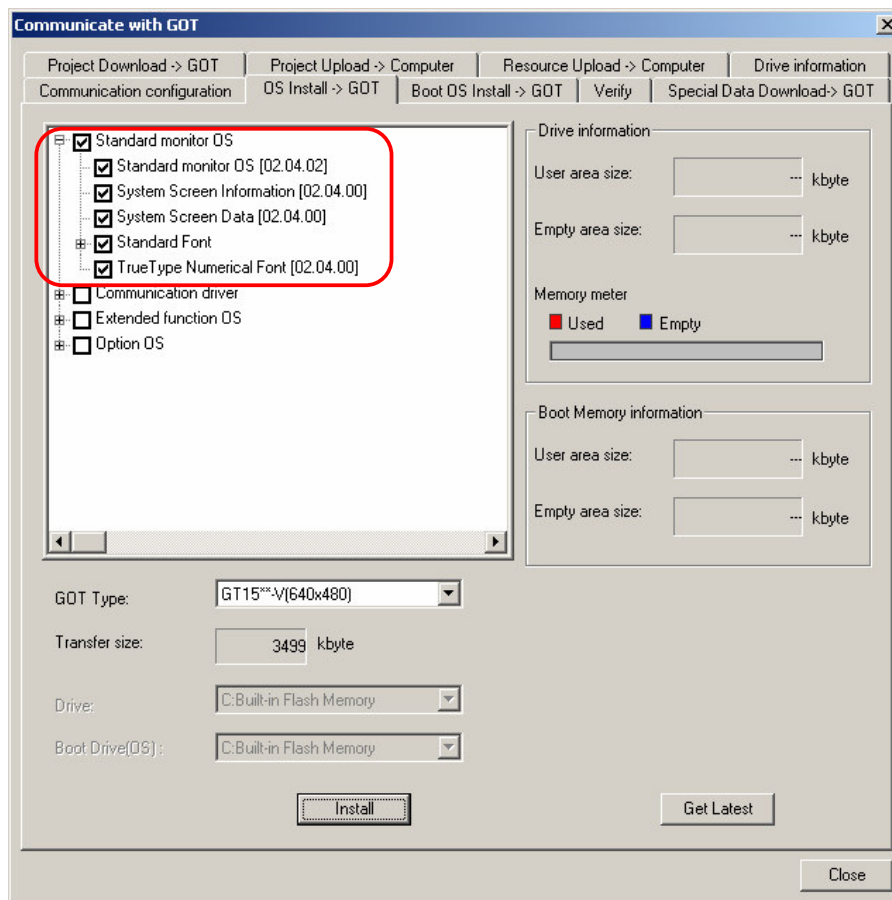 Communicate with GOT
Project Download -> GOT
Project Upload -> Computer
Resource Upload -> Computer
Drive information
Communication configuration
OS Install -> GOT
Boot OS Install -> GOT
Verify
Special Data Download-> GOT
Standard monitor OS
Standard monitor OS [02.04.02]
System Screen Information [02.04.00]
System Screen Data [02.04.00]
Standard Font
TrueType Numerical Font [02.04.00]
Communication driver
Extended function OS
Option OS
Drive information
User area size: --- kbyte
Empty area size: --- kbyte
Memory meter
Used Empty
Boot Memory information
User area size: --- kbyte
Empty area size: --- kbyte
GOT Type: GT15**-V(640x480)
Transfer size: 3499 kbyte
Drive: C:Built-in Flash Memory
Boot Drive(OS) : C:Built-in Flash Memory
Install
Get Latest
Close